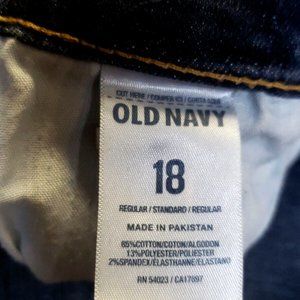 CUT HERE / COUPER ICI / CORTA AQUI
OLD NAVY
18
REGULAR / STANDARD / REGULAR
MADE IN PAKISTAN
85%COTTON/COTON/ALGODON
13%POLYESTER/POLIESTER
2%SPANDEX/ÉLASTHANNE/ELASTANO
RN 54023 / CA17897